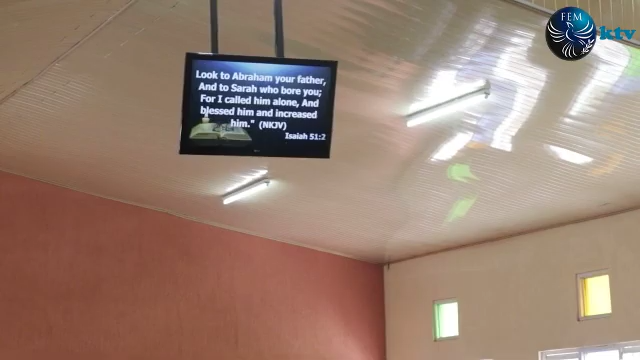 FEM
ktv
Look to Abraham your father,
And to Sarah who bore you;
For I called him alone, And
blessed him and increased
him." (NKJV)
Isaiah 51:2